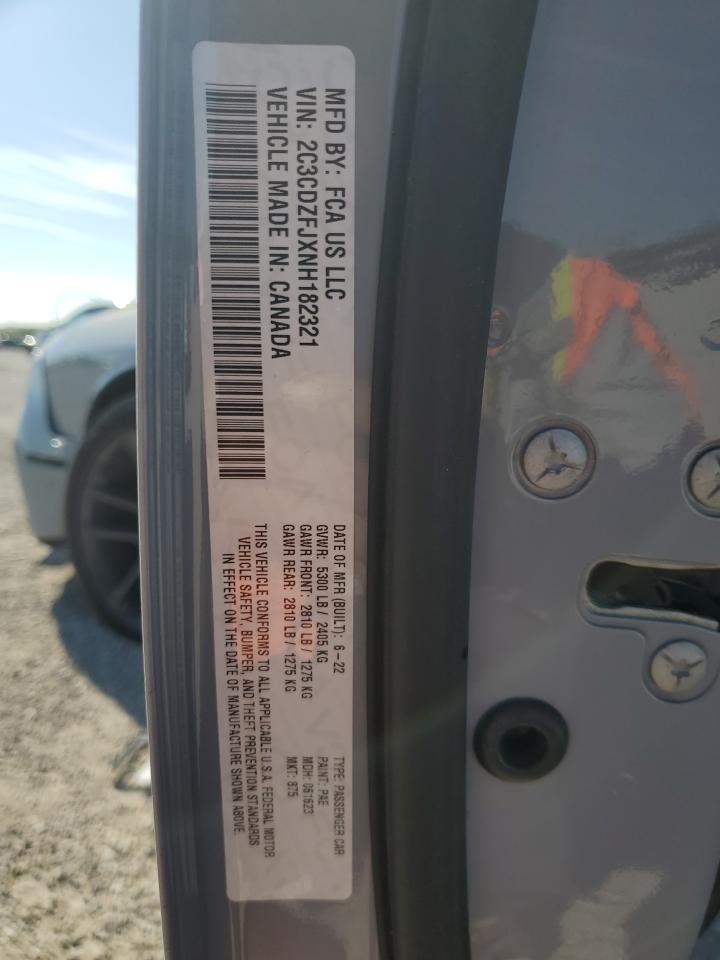 MFD BY: FCA US LLC
VIN: 2C3CDZFJXNH182321
VEHICLE MADE IN: CANADA
DATE OF MFR (BUILT): 6-22
GVWR: 5300 LB / 2405 KG
GAWR FRONT: 2810 LB / 1275 KG
GAWR REAR: 2810 LB / 1275 KG
THIS VEHICLE CONFORMS TO ALL APPLICABLE U.S.A. FEDERAL MOTOR
VEHICLE SAFETY, BUMPER, AND THEFT PREVENTION STANDARDS
IN EFFECT ON THE DATE OF MANUFACTURE SHOWN ABOVE.
TYPE: PASSENGER CAR
PAINT: PAE
MDH: 061623
MKT: 875